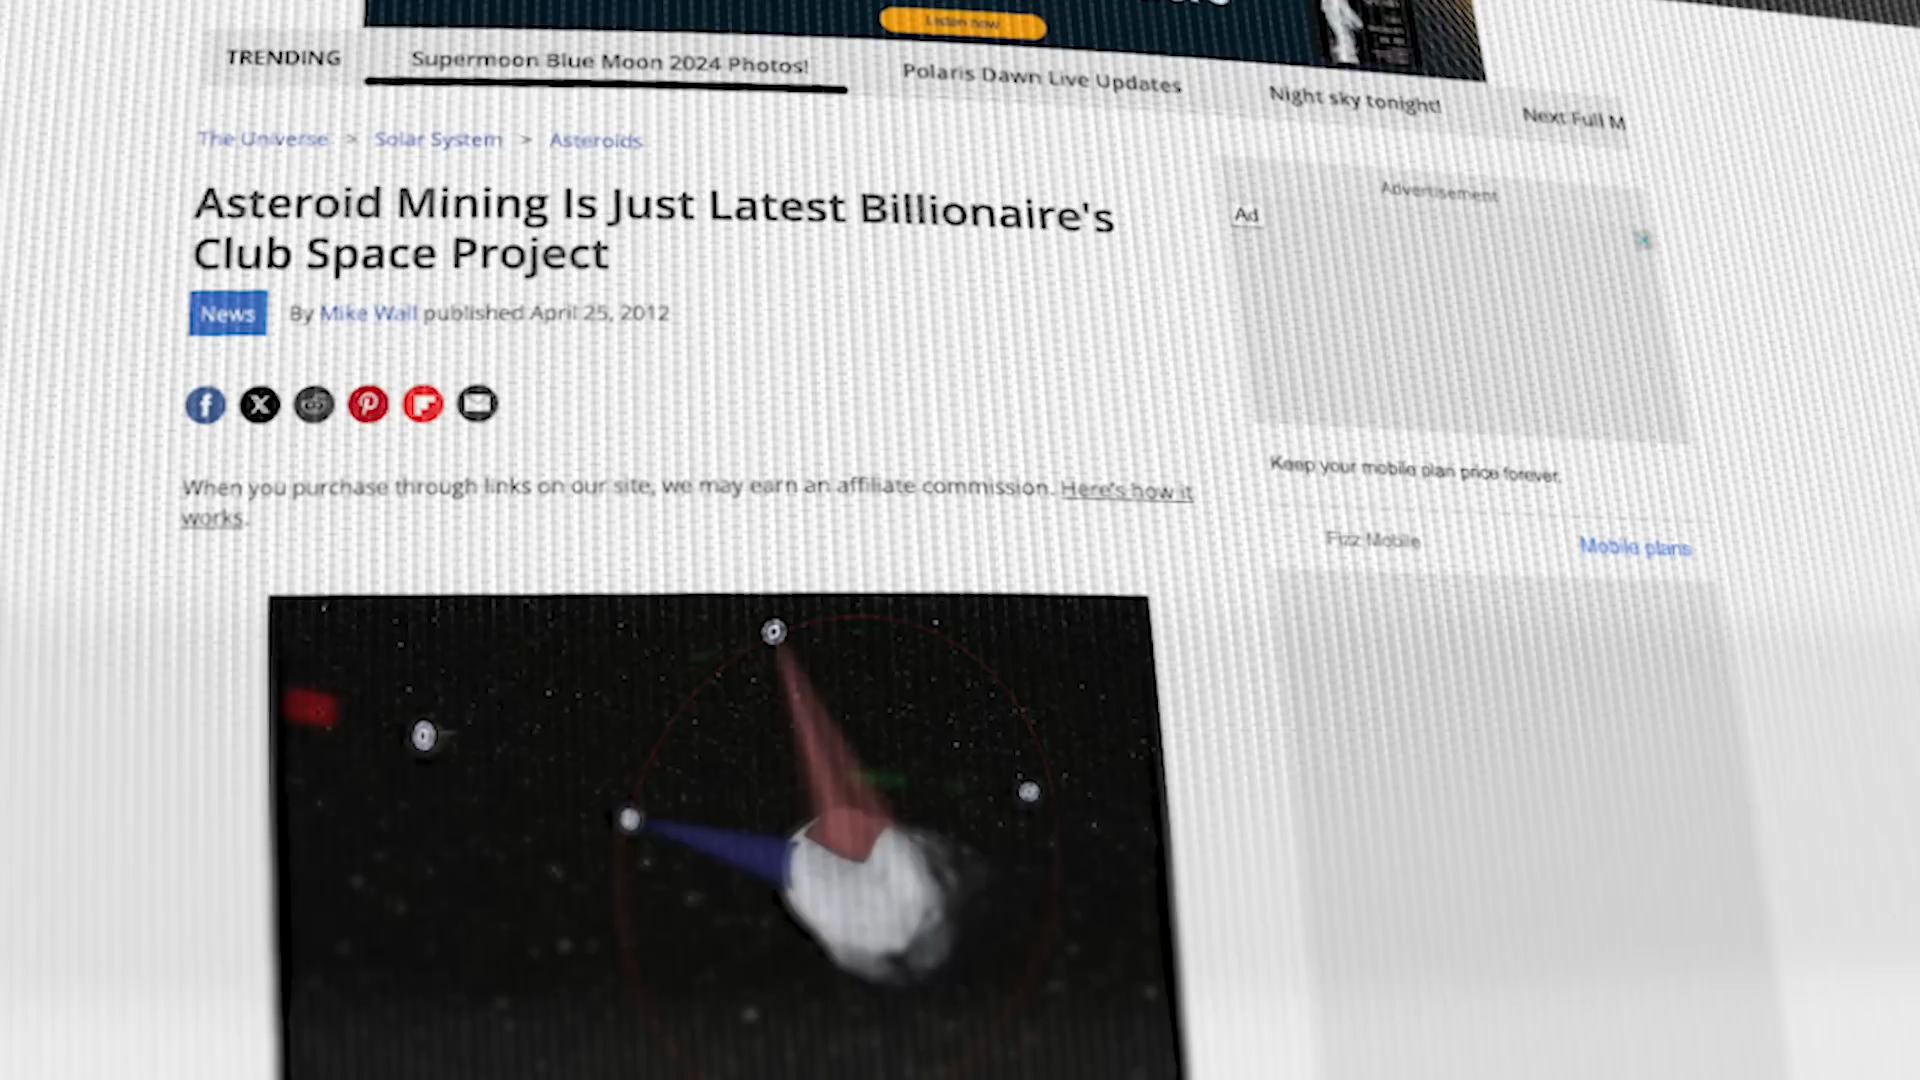 Listen now
TRENDING
Supermoon Blue Moon 2024 Photos!
Polaris Dawn Live Updates
Night sky tonight!
Next Full M
The Universe > Solar System > Asteroids
Asteroid Mining Is Just Latest Billionaire's
Club Space Project
News
By Mike Wall published April 25, 2012
When you purchase through links on our site, we may earn an affiliate commission. Here's how it
works.
Advertisement
Ad
Keep your mobile plan price forever.
Fizz Mobile
Mobile plans